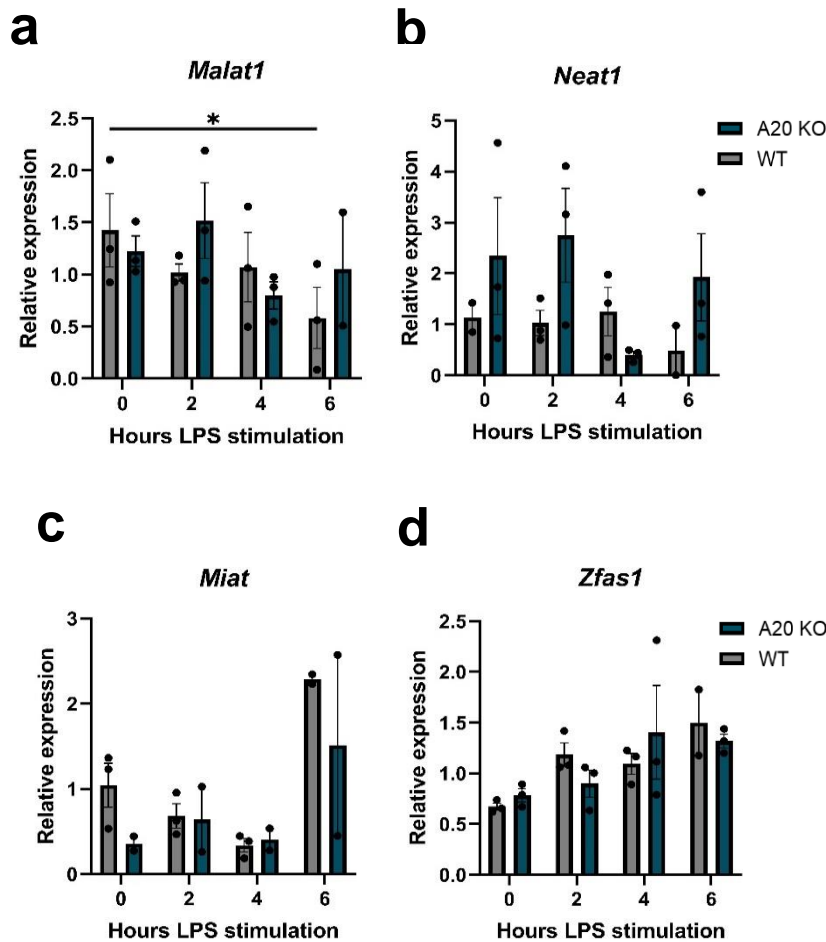 a
Malat1
Relative expression
2.5
2.0
1.5
1.0
0.5
0.0
*
0 2 4 6
Hours LPS stimulation
b
Neat1
Relative expression
5
4
3
2
1
0
0 2 4 6
Hours LPS stimulation
A20 KO
WT
c
Miat
Relative expression
3
2
1
0
0 2 4 6
Hours LPS stimulation
d
Zfas1
Relative expression
2.5
2.0
1.5
1.0
0.5
0.0
0 2 4 6
Hours LPS stimulation
A20 KO
WT